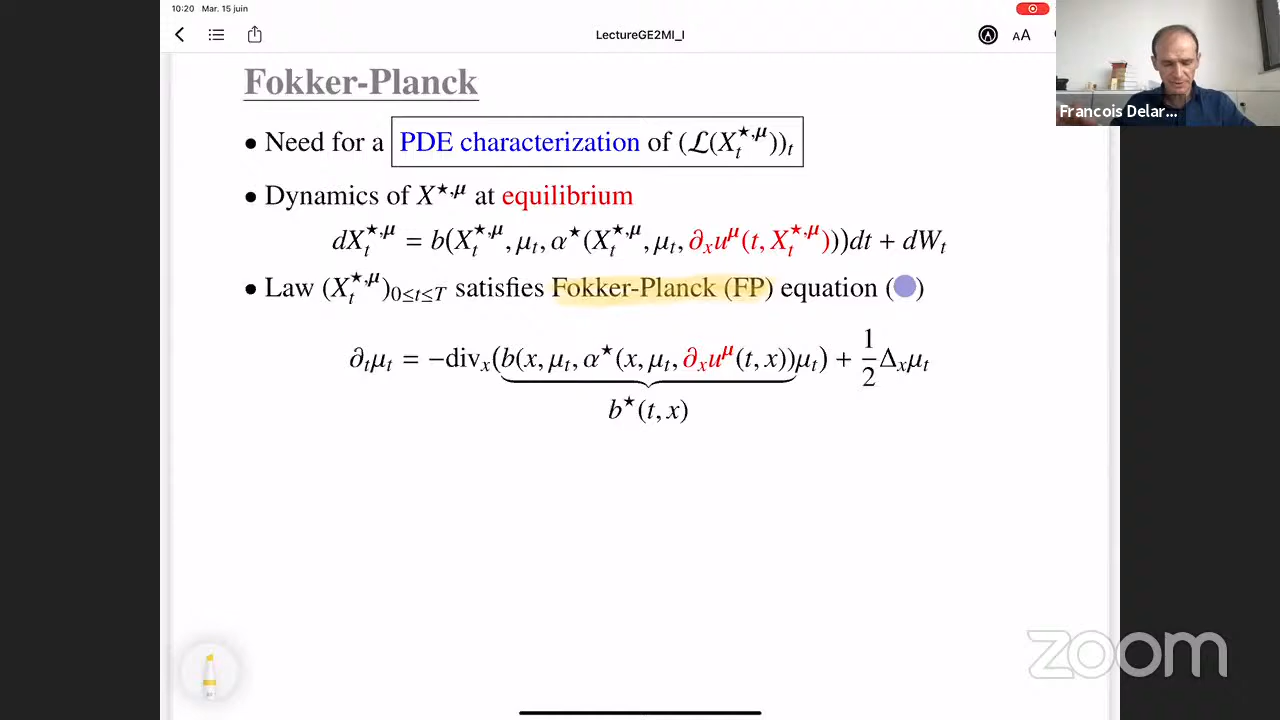 10:20 Mar. 15 juin
LectureGE2MI_I
AA
Francois Delar...
Fokker-Planck
• Need for a PDE characterization of (ℒ(X_t^{★,μ}))_t
• Dynamics of X^{★,μ} at equilibrium
dX_t^{★,μ} = b(X_t^{★,μ}, μ_t, α^★(X_t^{★,μ}, μ_t, ∂_x u^μ(t, X_t^{★,μ})))dt + dW_t
• Law (X_t^{★,μ})_{0≤t≤T} satisfies Fokker-Planck (FP) equation ( )
∂_t μ_t = −div_x(b(x, μ_t, α^★(x, μ_t, ∂_x u^μ(t, x))μ_t) + 1/2 Δ_x μ_t
b^★(t, x)
zoom